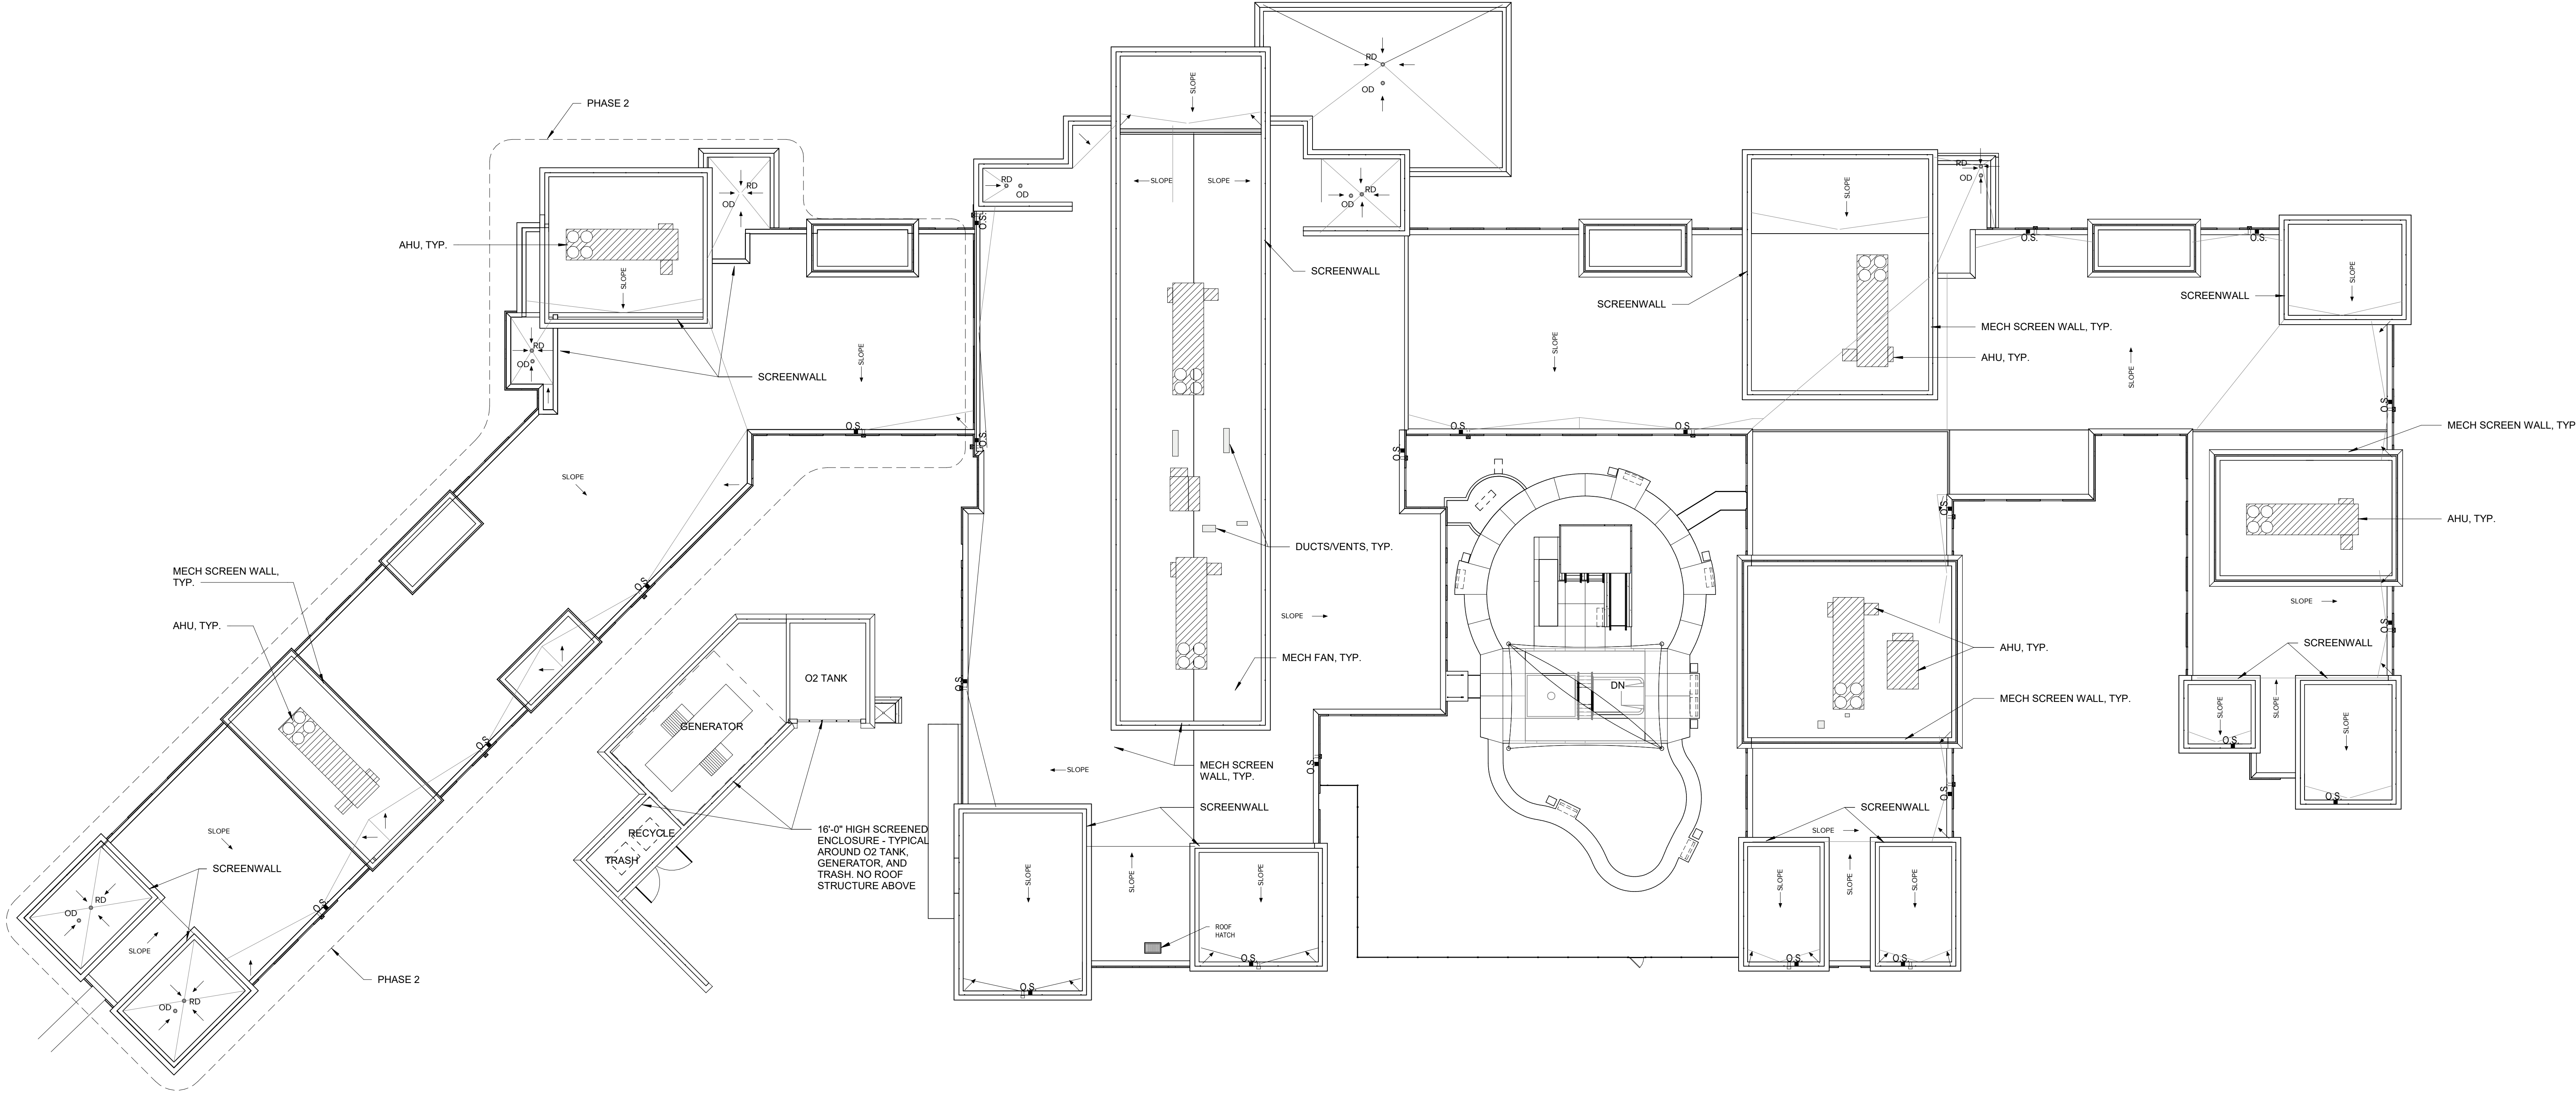 RD
OD
SLOPE
PHASE 2
RD
OD
AHU, TYP.
SLOPE
SCREENWALL
RD
OD
SLOPE
O.S.
O.S.
O.S.
SLOPE
MECH SCREEN WALL,
TYP.
AHU, TYP.
O.S.
O.S.
O.S.
SLOPE
SCREENWALL
RD
OD
SLOPE
RD
OD
PHASE 2
O2 TANK
GENERATOR
RECYCLE
TRASH
16'-0" HIGH SCREENED
ENCLOSURE - TYPICAL
AROUND O2 TANK,
GENERATOR, AND
TRASH. NO ROOF
STRUCTURE ABOVE
RD
OD
SLOPE
SLOPE
RD
OD
SCREENWALL
DUCTS/VENTS, TYP.
SLOPE
MECH FAN, TYP.
O.S.
O.S.
O.S.
MECH SCREEN
WALL, TYP.
SLOPE
SCREENWALL
SLOPE
SLOPE
SLOPE
ROOF
HATCH
O.S.
O.S.
SLOPE
RD
OD
SLOPE
SCREENWALL
MECH SCREEN WALL, TYP.
AHU, TYP.
SLOPE
O.S.
O.S.
O.S.
O.S.
SLOPE
SCREENWALL
SLOPE
O.S.
MECH SCREEN WALL, TYP
AHU, TYP.
SLOPE
O.S.
SCREENWALL
SLOPE
SLOPE
SLOPE
O.S.
O.S.
O.S.
DN
AHU, TYP.
MECH SCREEN WALL, TYP.
O.S.
SCREENWALL
SLOPE
SLOPE
SLOPE
SLOPE
O.S.
O.S.